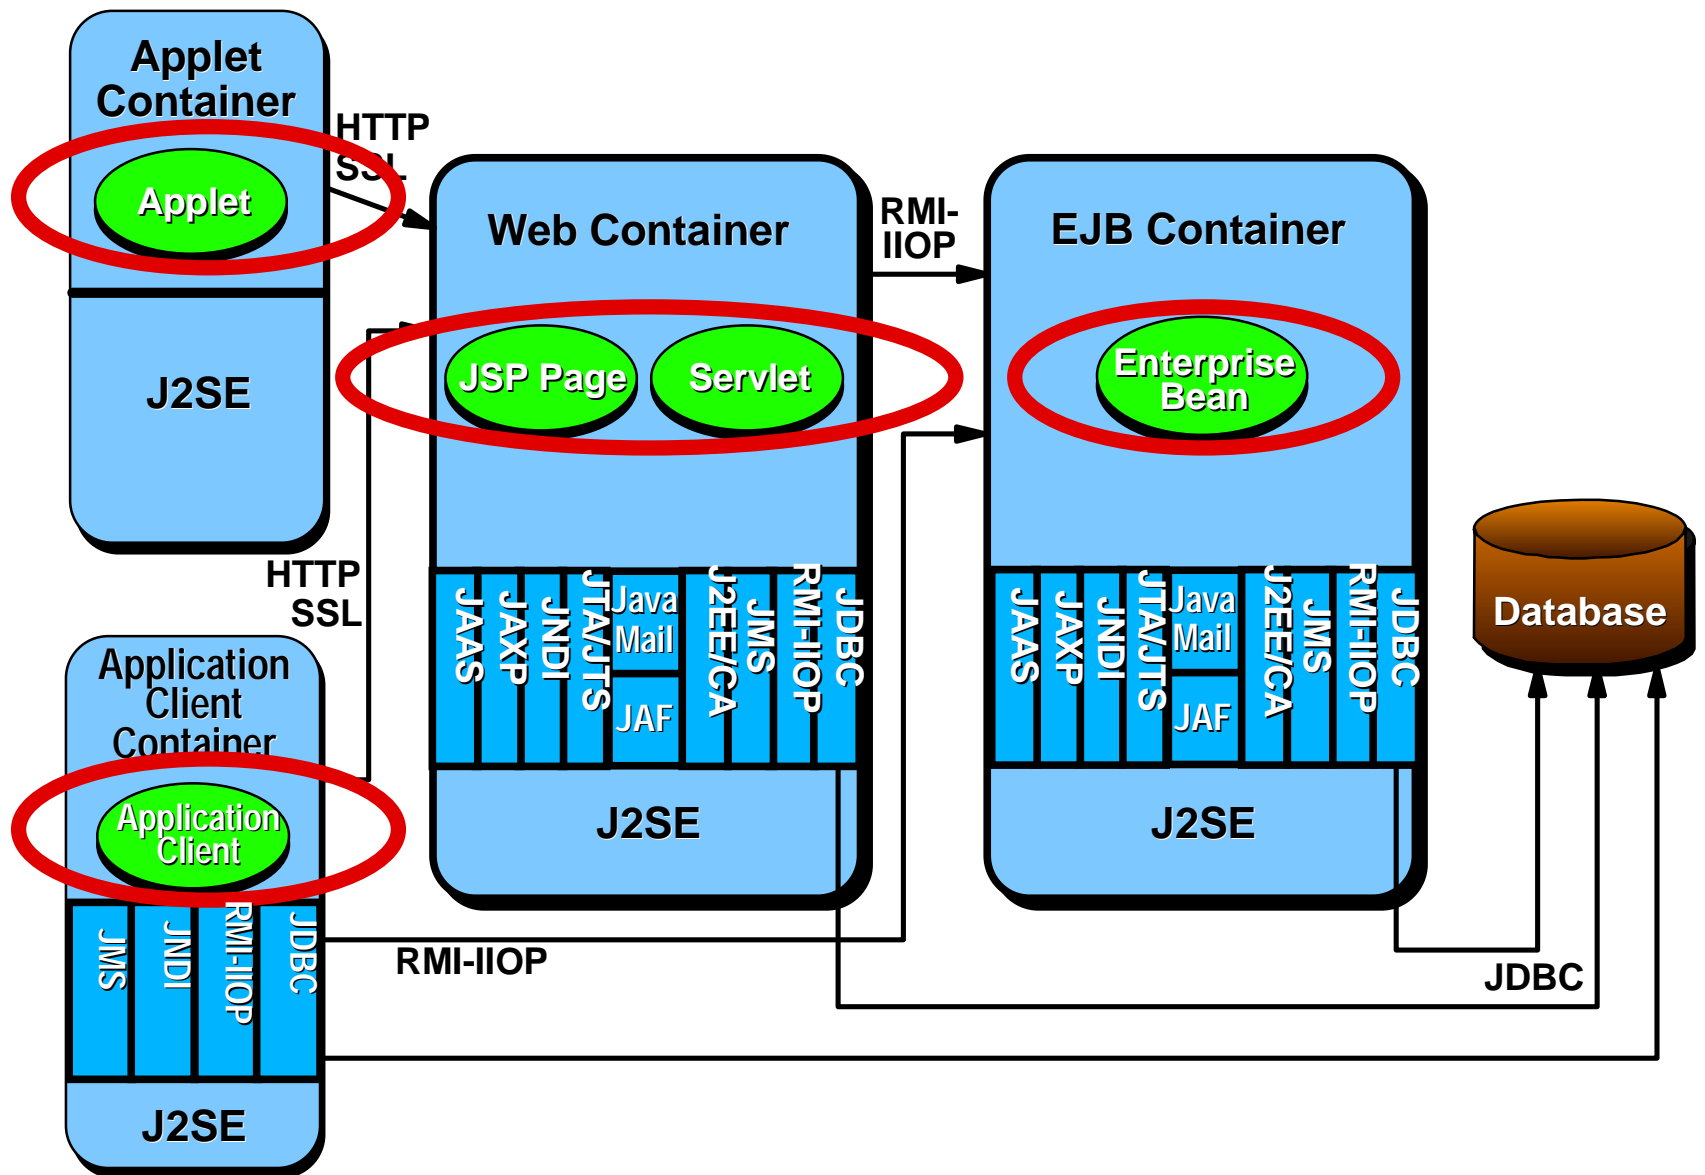 Applet
Container
Applet
J2SE
HTTP
SSL
Web Container
JSP Page
Servlet
JAAS
JAXP
JNDI
JTA/JTS
Java
Mail
JAF
J2EE/CA
JMS
RMI-IIOP
JDBC
J2SE
RMI-
IIOP
EJB Container
Enterprise
Bean
JAAS
JAXP
JNDI
JTA/JTS
Java
Mail
JAF
J2EE/CA
JMS
RMI-IIOP
JDBC
J2SE
Database
HTTP
SSL
Application
Client
Container
Application
Client
JMS
JNDI
RMI-IIOP
JDBC
J2SE
RMI-IIOP
JDBC